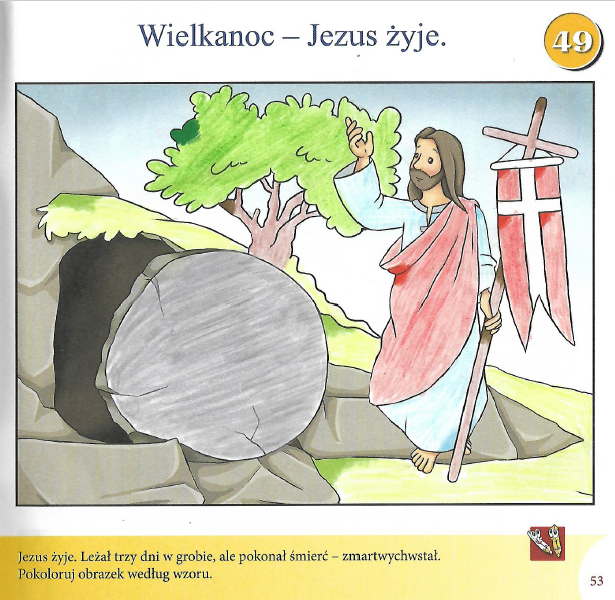 Wielkanoc – Jezus żyje.
49
Jezus żyje. Leżał trzy dni w grobie, ale pokonał śmierć – zmartwychwstał.
Pokoloruj obrazek według wzoru.
53